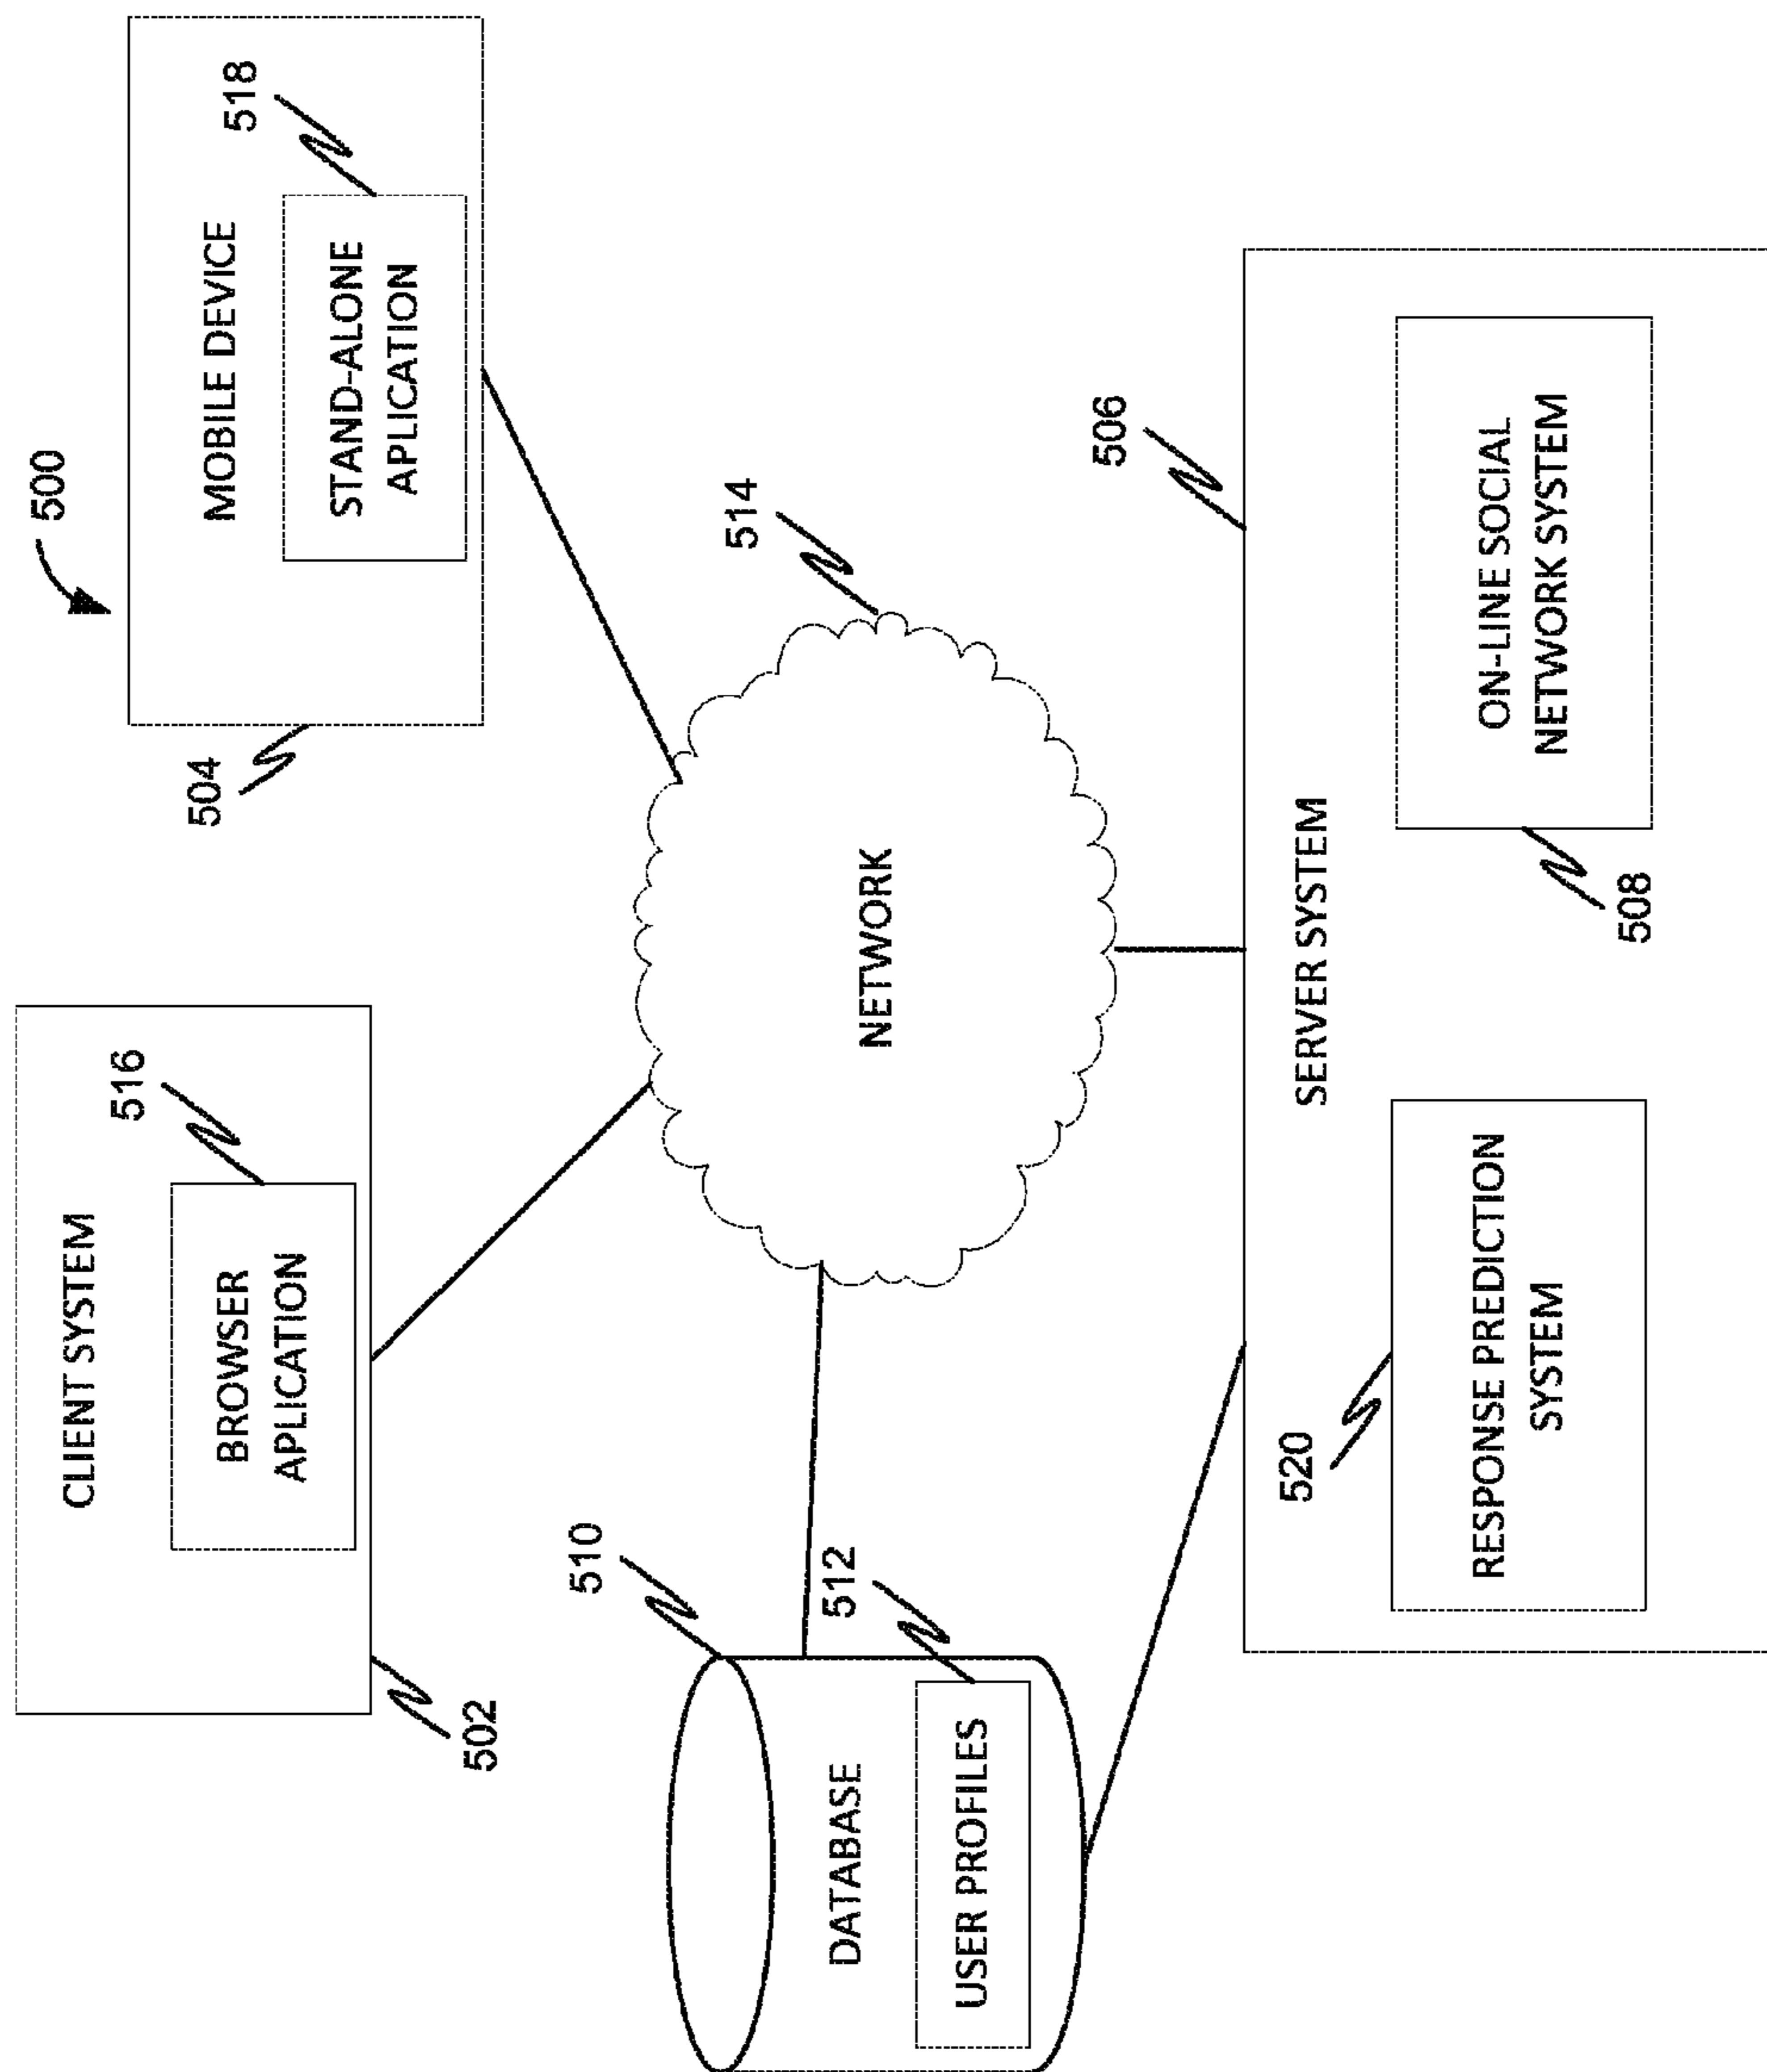 500
CLIENT SYSTEM
516
BROWSER
APLICATION
502
MOBILE DEVICE
518
STAND-ALONE
APLICATION
504
510
DATABASE
512
USER PROFILES
NETWORK
514
506
SERVER SYSTEM
520
RESPONSE PREDICTION
SYSTEM
ON-LINE SOCIAL
NETWORK SYSTEM
508